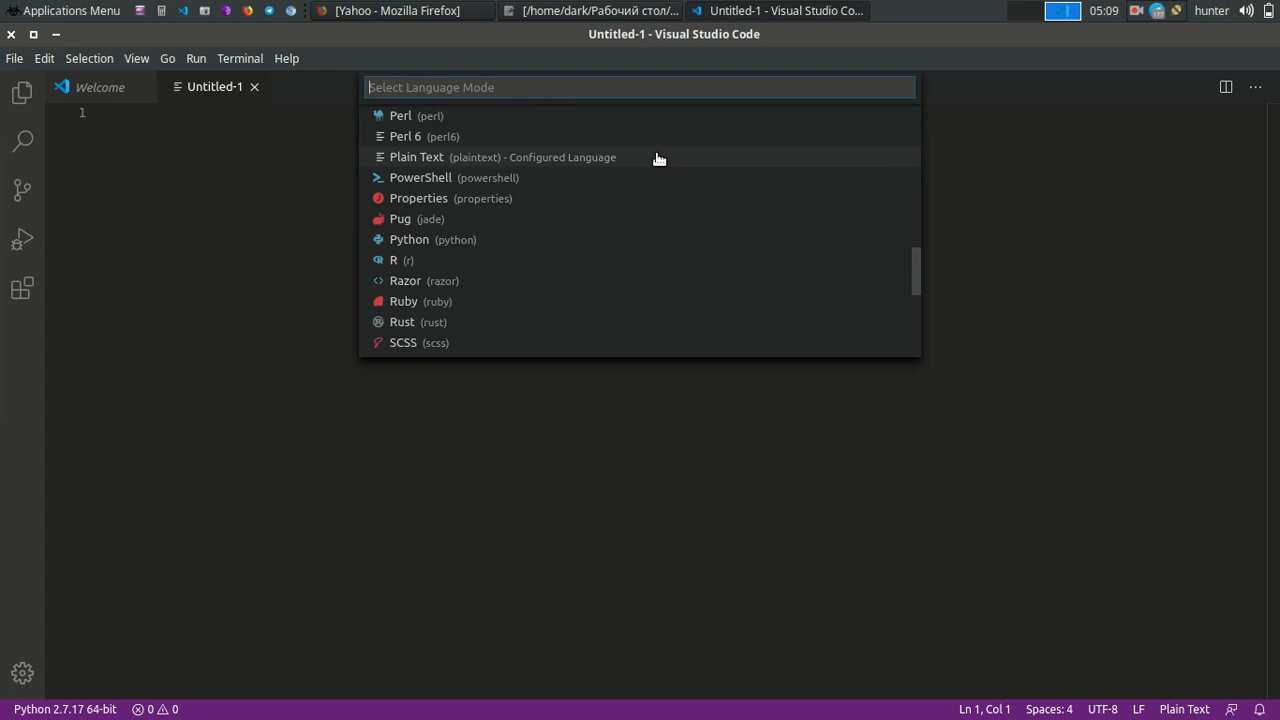 Applications Menu [Yahoo - Mozilla Firefox] [/home/dark/Рабочий стол/... Untitled-1 - Visual Studio Co... 05:09 hunter
Untitled-1 - Visual Studio Code
File Edit Selection View Go Run Terminal Help
Welcome Untitled-1
Select Language Mode
1
Perl (perl)
Perl 6 (perl6)
Plain Text (plaintext) - Configured Language
PowerShell (powershell)
Properties (properties)
Pug (jade)
Python (python)
R (r)
Razor (razor)
Ruby (ruby)
Rust (rust)
SCSS (scss)
Python 2.7.17 64-bit 0 0 Ln 1, Col 1 Spaces: 4 UTF-8 LF Plain Text